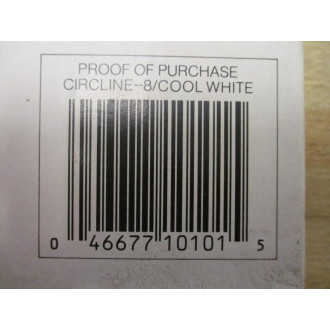 PROOF OF PURCHASE
CIRCLINE-8/COOL WHITE
0 46677 10101 5